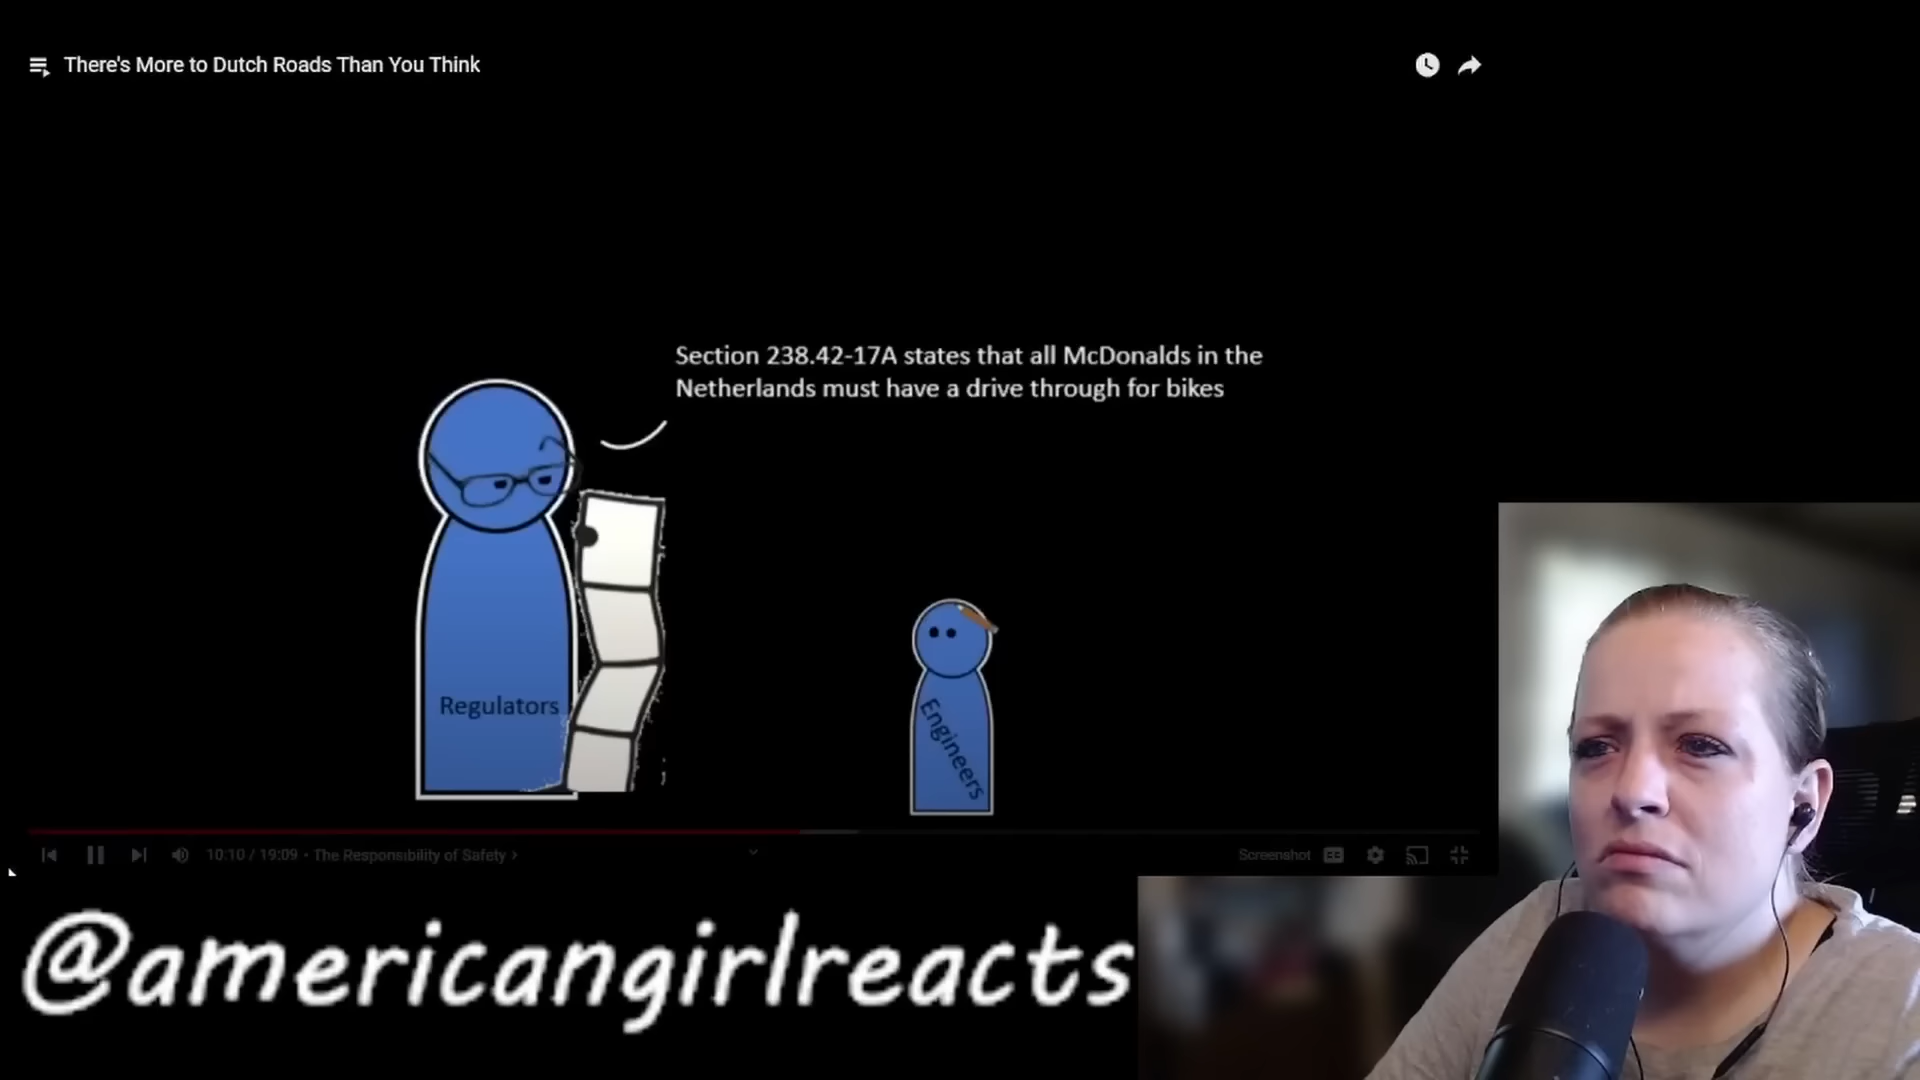 There's More to Dutch Roads Than You Think
Section 238.42-17A states that all McDonalds in the
Netherlands must have a drive through for bikes
Regulators
Engineers
10:10 / 19:09 • The Responsibility of Safety
Screenshot
CC
@americangirlreacts